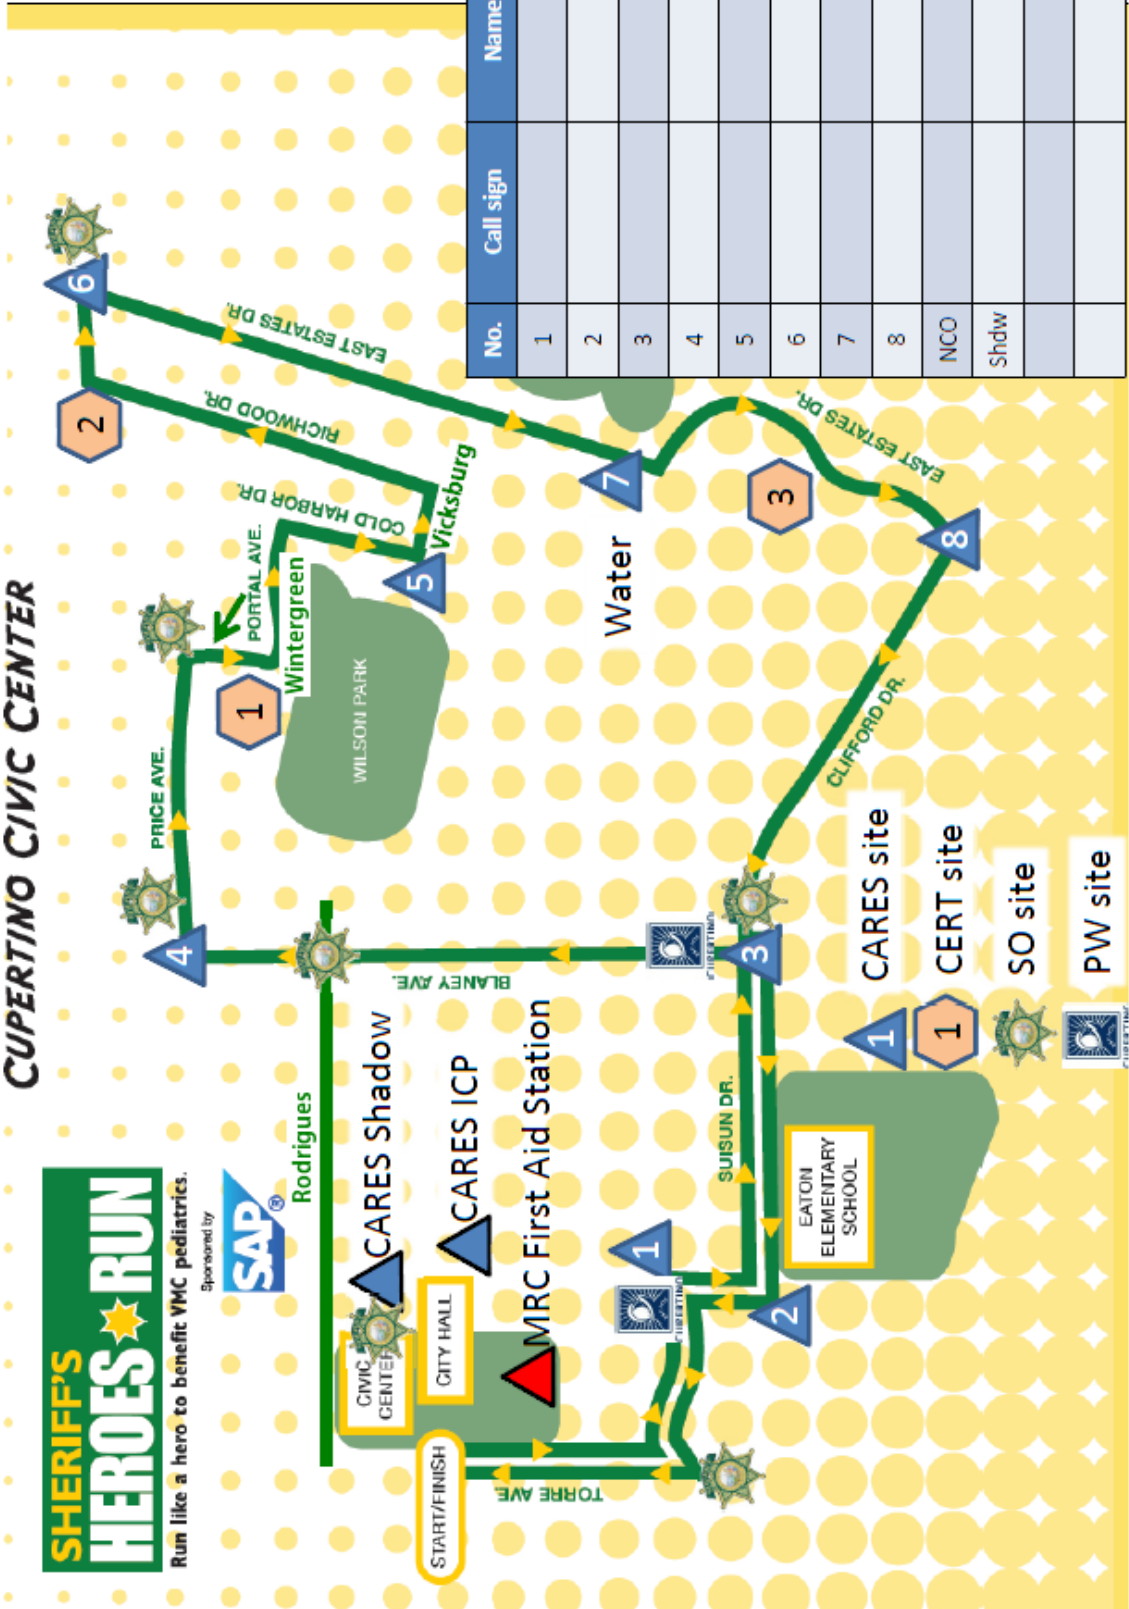 CUPERTINO CIVIC CENTER
SHERIFF'S
HEROES RUN
Run like a hero to benefit VMC pediatrics.
Sponsored by
SAP®
Rodrigues
CARES Shadow
CARES ICP
MRC First Aid Station
CIVIC
CENTER
CITY HALL
START/FINISH
TORRE AVE.
1
2
SUISUN DR.
EATON
ELEMENTARY
SCHOOL
CUPERTINO
CUPERTINO
3
BLANEY AVE.
4
PRICE AVE.
1
PORTAL AVE.
Wintergreen
WILSON PARK
COLD HARBOR DR.
5
Vicksburg
RICHWOOD DR.
2
6
EAST ESTATES DR.
7
Water
3
EAST ESTATES DR.
8
CLIFFORD DR.
1 CARES site
1 CERT site
SO site
CUPERTINO PW site
No. Call sign Name
1
2
3
4
5
6
7
8
NCO
Shdw